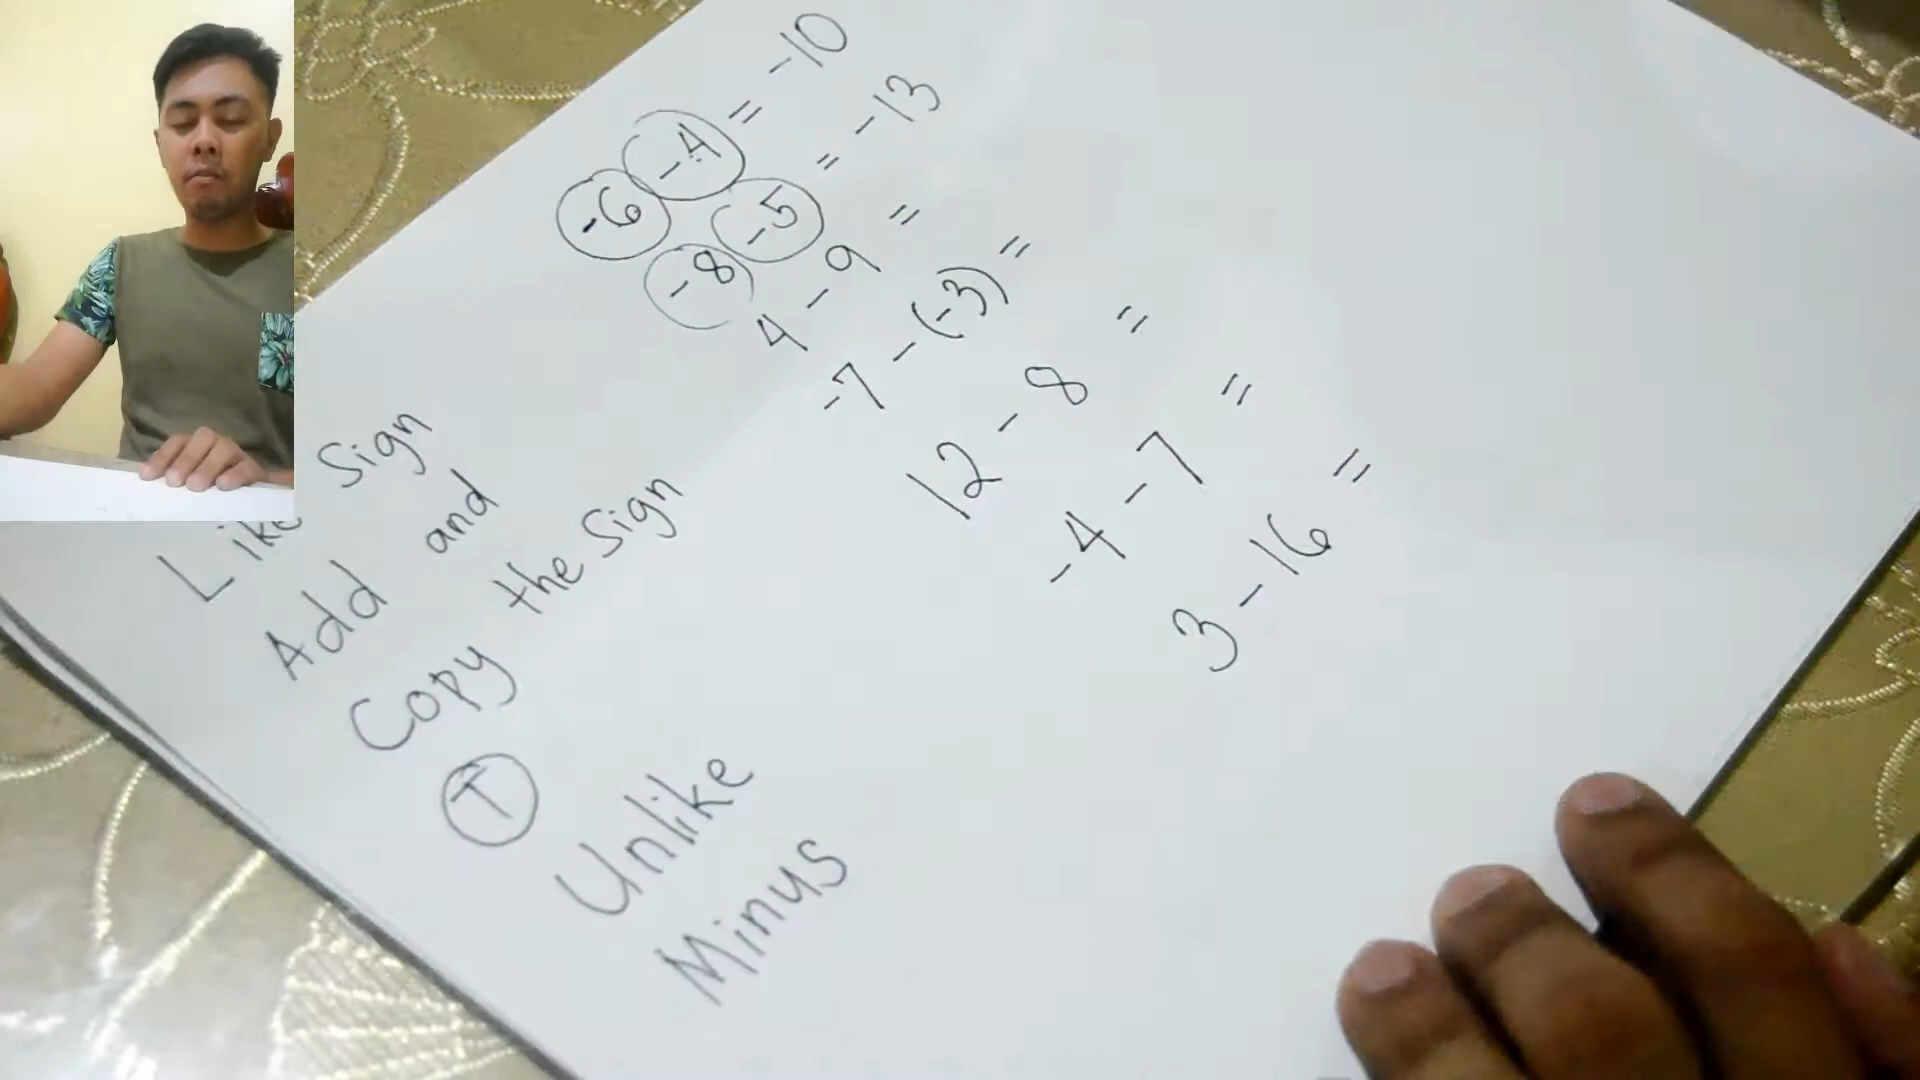 -6 -4 = -10
-8 -5 = -13
4 - 9 =
-7 - (-3) =
12 - 8 =
-4 - 7 =
3 - 16 =
Like Sign
Add and
Copy the Sign
T
Unlike
Minus